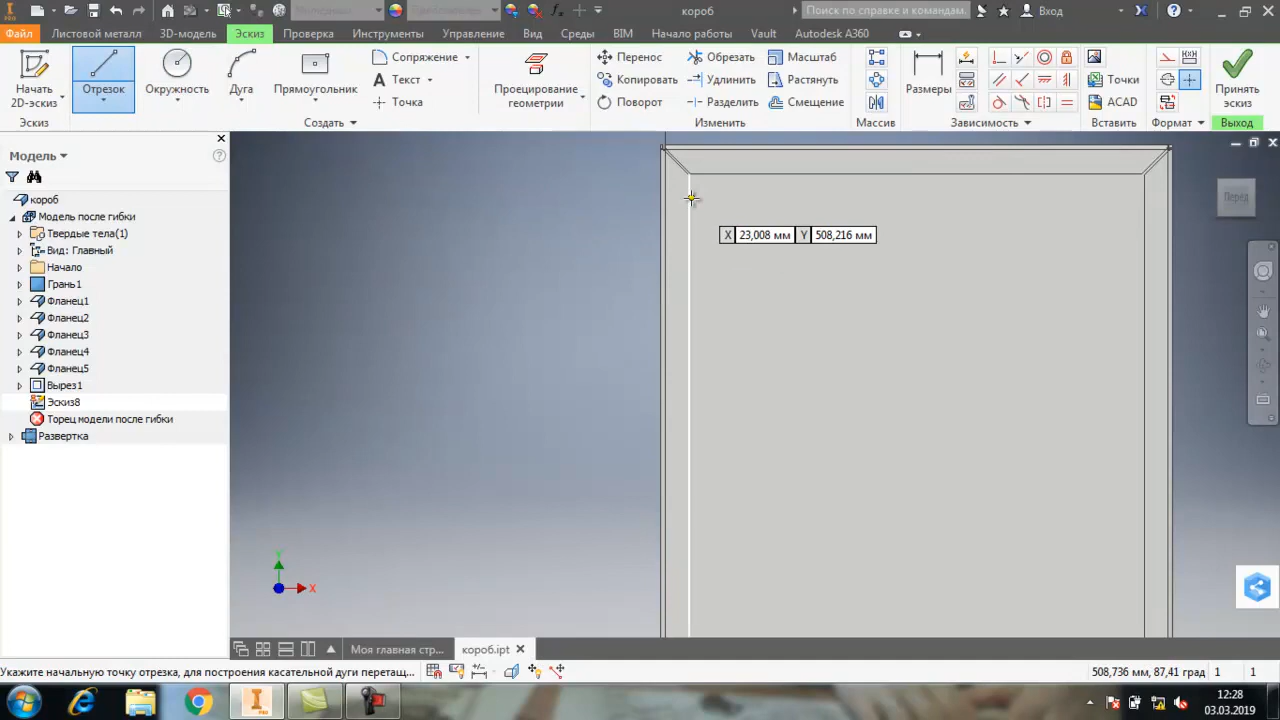 PRO
короб
Поиск по справке и командам.
Вход
Файл
Листовой металл
3D-модель
Эскиз
Проверка
Инструменты
Управление
Вид
Среды
BIM
Начало работы
Vault
Autodesk A360
Начать
2D-эскиз
Отрезок
Окружность
Дуга
Прямоугольник
Сопряжение
Текст
Точка
Проецирование
геометрии
Перенос
Копировать
Поворот
Обрезать
Удлинить
Разделить
Масштаб
Растянуть
Смещение
Размеры
Точки
ACAD
Принять
эскиз
Эскиз
Создать
Изменить
Массив
Зависимость
Вставить
Формат
Выход
Модель
короб
Модель после гибки
Твердые тела(1)
Вид: Главный
Начало
Грань1
Фланец1
Фланец2
Фланец3
Фланец4
Фланец5
Вырез1
Эскиз8
Торец модели после гибки
Развертка
X 23,008 мм Y 508,216 мм
Перёд
Y
X
Моя главная стр...
короб.ipt
Укажите начальную точку отрезка, для построения касательной дуги перетащ...
508,736 мм, 87,41 град 1 1
12:28
03.03.2019